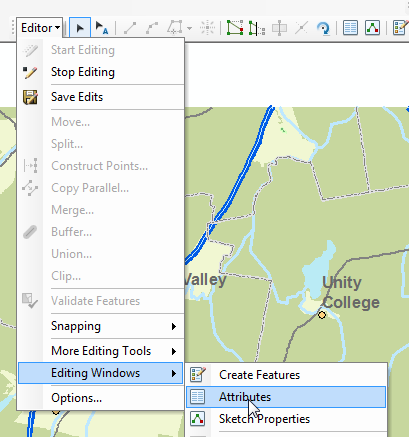 Editor
Start Editing
Stop Editing
Save Edits
Move...
Split...
Construct Points...
Copy Parallel...
Merge...
Buffer...
Union...
Clip...
Validate Features
Snapping
More Editing Tools
Editing Windows
Options...
Create Features
Attributes
Sketch Properties
Valley
Unity
College